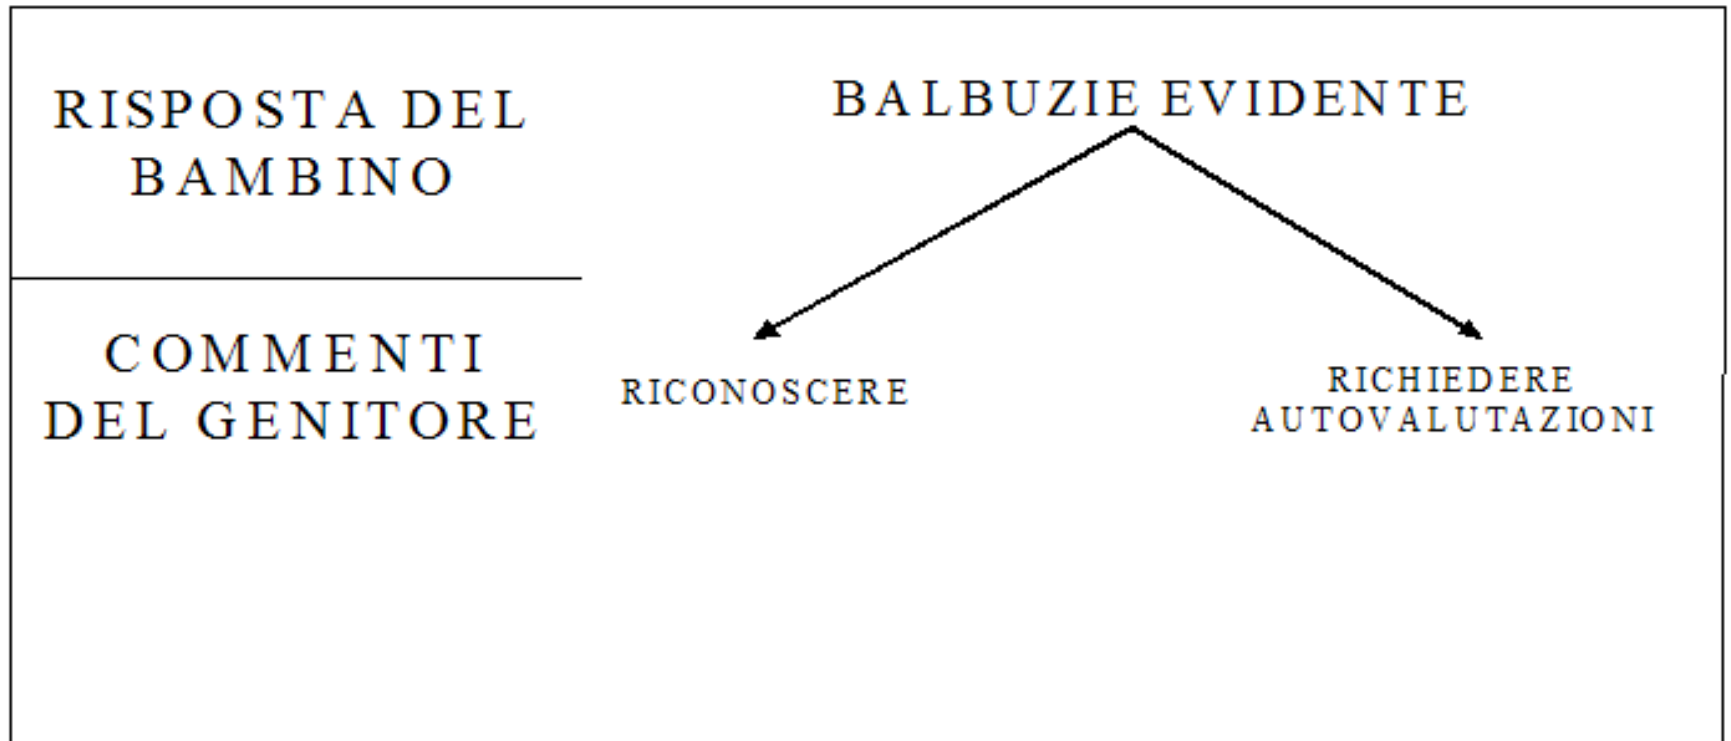 RISPOSTA DEL
BAMBINO
BALBUZIE EVIDENTE
COMMENTI
DEL GENITORE
RICONOSCERE
RICHIEDERE
AUTOVALUTAZIONI